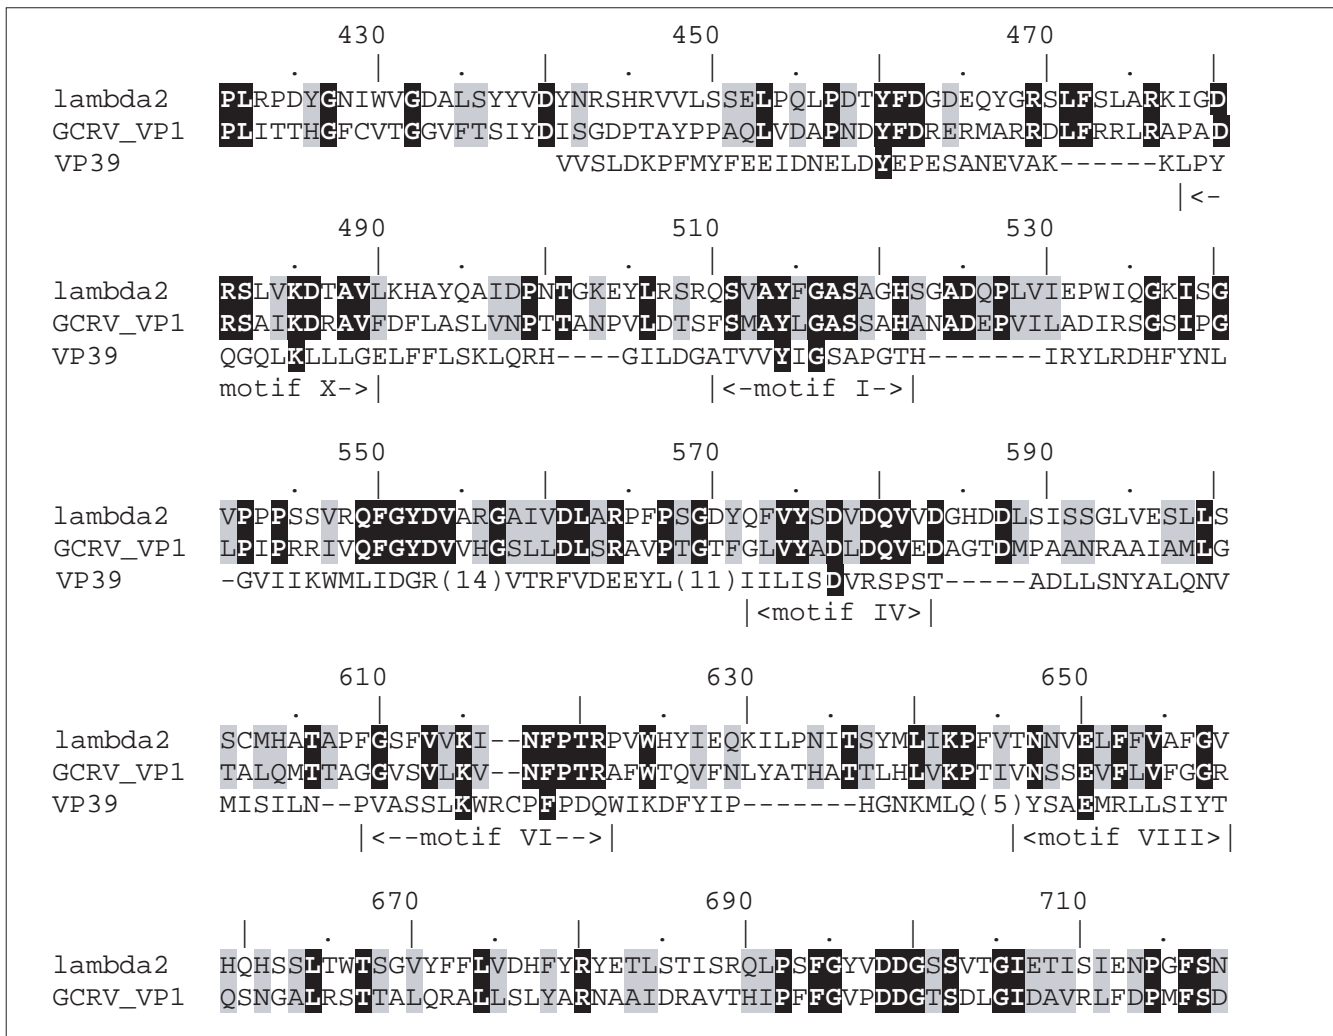 430 450 470
lambda2 PLRPDYGNIWVGDALSYYVDYNRSHRVVLSSELPQLPDTYFDGDEQYGRSLFSLARKIGD
GCRV_VP1 PLITTHGFCVTGGVFTSIYDISGDPTAYPPAQLVDAPNDYFDRERMARRDLFRRLRAPAD
VP39 VVSLDKPFMYFEEIDNELDYEPESANEVAK------KLPY
|<-
490 510 530
lambda2 RSLVKDTAVLKHAYQAIDPNTGKEYLRSRQSVAYFGASAGHSGADQPLVIEPWIQGKISG
GCRV_VP1 RSAIKDRAVFDFLASLVNPTTANPVLDTSFSMAYLGASSAHANADEPVILADIRSGSIPG
VP39 QGQLKLLLGELFFLSKLQRH----GILDGATVVYIGSAPGTH-------IRYLRDHFYNL
motif X->| |<-motif I->|
550 570 590
lambda2 VPPPSSVRQFGYDVARGAIVDLARPFPSGDYQFVYSDVDQVVDGHDDLSISSGLVESLLS
GCRV_VP1 LPIPRRIVQFGYDVVHGSLLDLSRAVPTGTFGLVYADLDQVEDAGTDMPAANRAAIAMLG
VP39 -GVIIKWMLIDGR(14)VTRFVDEEYL(11)IILISDVRSPST-----ADLLSNYALQNV
|<motif IV>|
610 630 650
lambda2 SCMHATAPFGSFVVKI--NFPTRPVWHYIEQKILPNITSYMLIKPFVTNNVELFFVAFGV
GCRV_VP1 TALQMTTAGGVSVLKV--NFPTRAFWTQVFNLYATHATTLHLVKPTIVNSSEVFLVFGGR
VP39 MISILN--PVASSLKWRCPFPDQWIKDFYIP-------HGNKMLQ(5)YSAEMRLLSIYT
|<--motif VI-->| |<motif VIII>|
670 690 710
lambda2 HQHSSLTWTSGVYFFLVDHFYRYETLSTISRQLPSFGYVDDGSSVTGIETISIENPGFSN
GCRV_VP1 QSNGALRSTTALQRALLSLYARNAAIDRAVTHIPFFGVPDDGTSDLGIDAVRLFDPMFSD